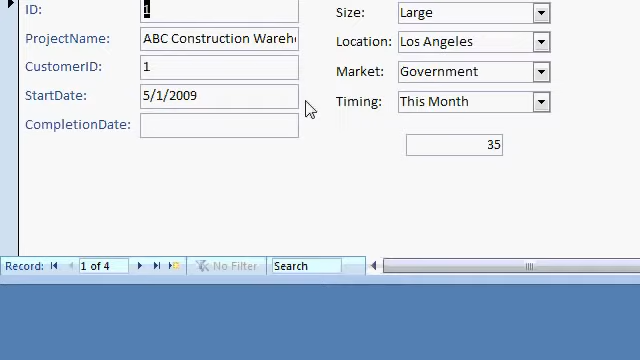 ID: 1
ProjectName: ABC Construction Wareh
CustomerID: 1
StartDate: 5/1/2009
CompletionDate:
Size: Large
Location: Los Angeles
Market: Government
Timing: This Month
35
Record: 1 of 4 No Filter Search